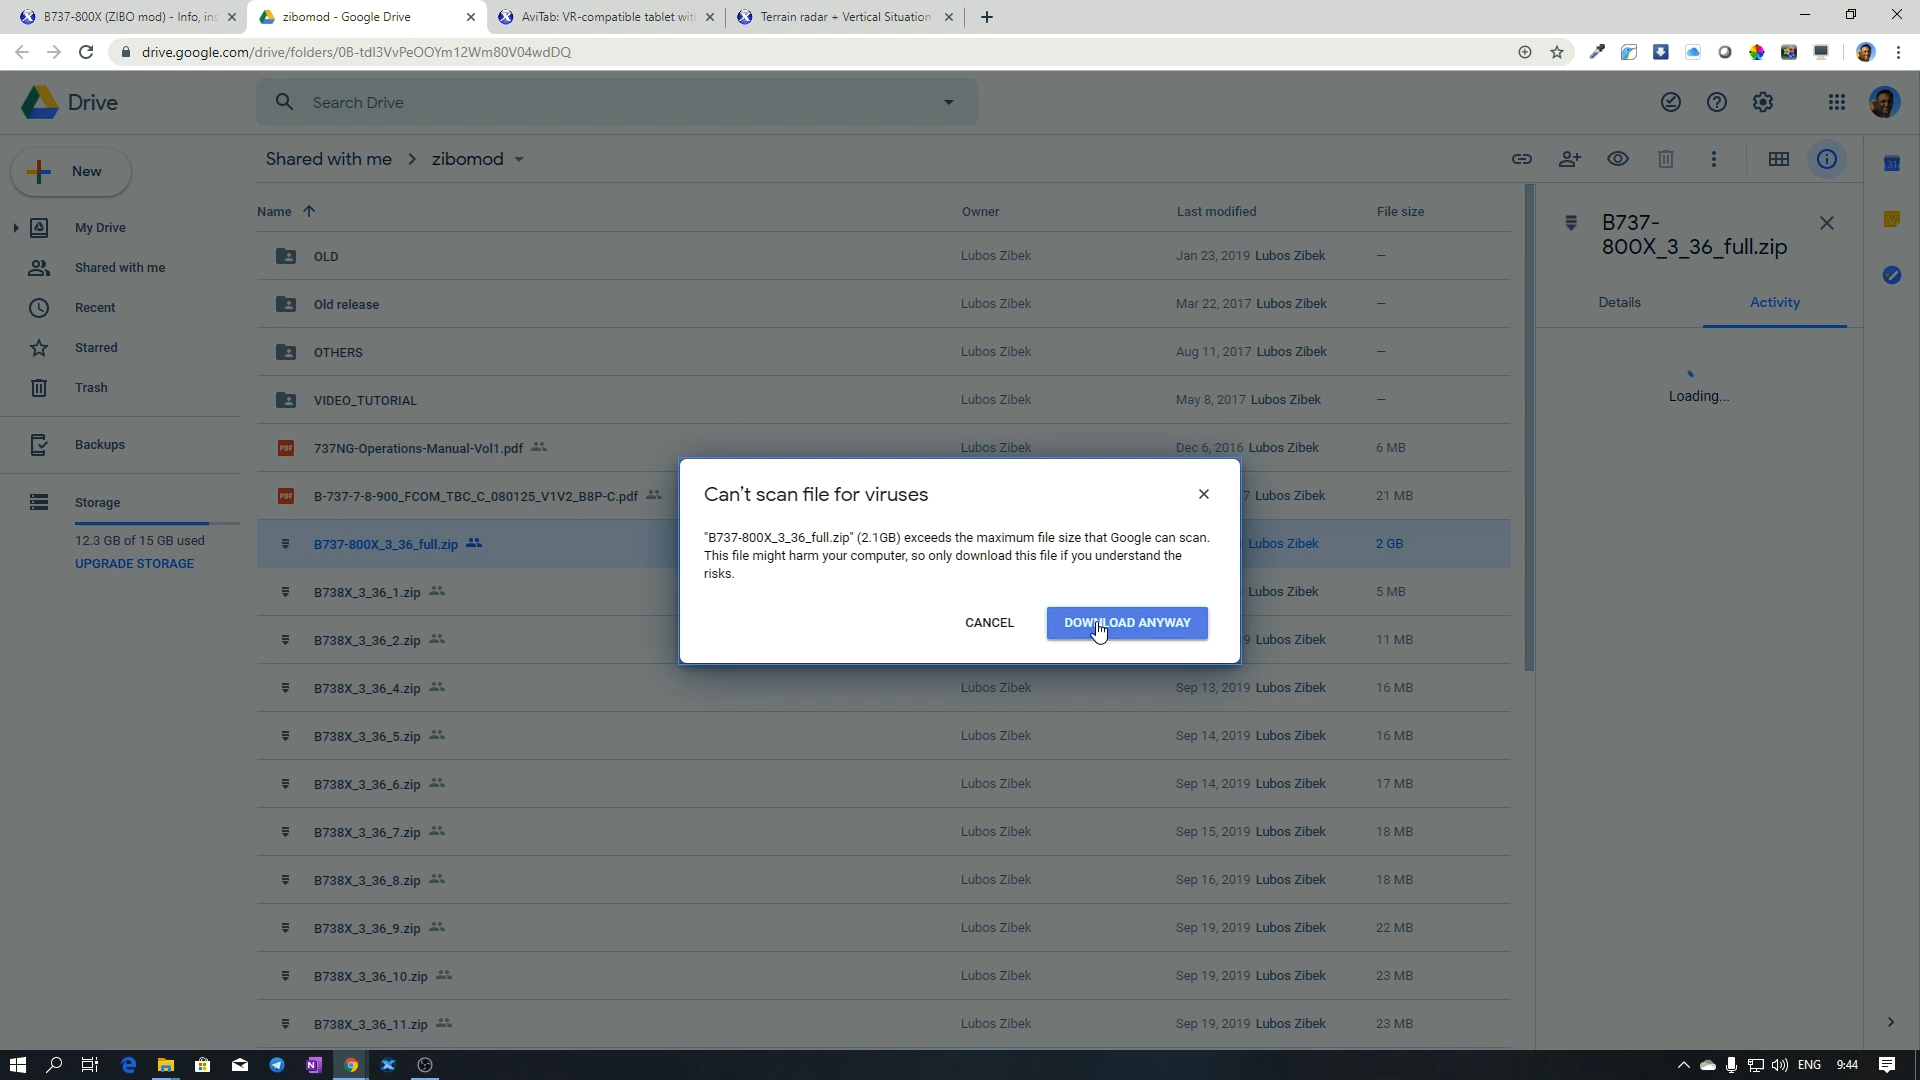 B737-800X (ZIBO mod) - Info, ins
zibomod - Google Drive
AviTab: VR-compatible tablet wit
Terrain radar + Vertical Situation
drive.google.com/drive/folders/0B-tdI3VvPeOOYm12Wm80V04wdDQ
Drive
Search Drive
New
Shared with me
zibomod
31
B737-
800X_3_36_full.zip
Name
Owner
Last modified
File size
My Drive
OLD
Lubos Zibek
Jan 23, 2019 Lubos Zibek
—
Shared with me
Old release
Lubos Zibek
Mar 22, 2017 Lubos Zibek
—
Details
Activity
Recent
Starred
OTHERS
Lubos Zibek
Aug 11, 2017 Lubos Zibek
—
Trash
VIDEO_TUTORIAL
Lubos Zibek
May 8, 2017 Lubos Zibek
—
Loading...
Backups
PDF
737NG-Operations-Manual-Vol1.pdf
Lubos Zibek
Dec 6, 2016 Lubos Zibek
6 MB
Storage
PDF
B-737-7-8-900_FCOM_TBC_C_080125_V1V2_B8P-C.pdf
7 Lubos Zibek
21 MB
12.3 GB of 15 GB used
UPGRADE STORAGE
B737-800X_3_36_full.zip
Lubos Zibek
2 GB
Can't scan file for viruses
"B737-800X_3_36_full.zip" (2.1GB) exceeds the maximum file size that Google can scan.
This file might harm your computer, so only download this file if you understand the
risks.
CANCEL
DOWNLOAD ANYWAY
B738X_3_36_1.zip
Lubos Zibek
5 MB
B738X_3_36_2.zip
9 Lubos Zibek
11 MB
B738X_3_36_4.zip
Lubos Zibek
Sep 13, 2019 Lubos Zibek
16 MB
B738X_3_36_5.zip
Lubos Zibek
Sep 14, 2019 Lubos Zibek
16 MB
B738X_3_36_6.zip
Lubos Zibek
Sep 14, 2019 Lubos Zibek
17 MB
B738X_3_36_7.zip
Lubos Zibek
Sep 15, 2019 Lubos Zibek
18 MB
B738X_3_36_8.zip
Lubos Zibek
Sep 16, 2019 Lubos Zibek
18 MB
B738X_3_36_9.zip
Lubos Zibek
Sep 19, 2019 Lubos Zibek
22 MB
B738X_3_36_10.zip
Lubos Zibek
Sep 19, 2019 Lubos Zibek
23 MB
B738X_3_36_11.zip
Lubos Zibek
Sep 19, 2019 Lubos Zibek
23 MB
ENG
9:44